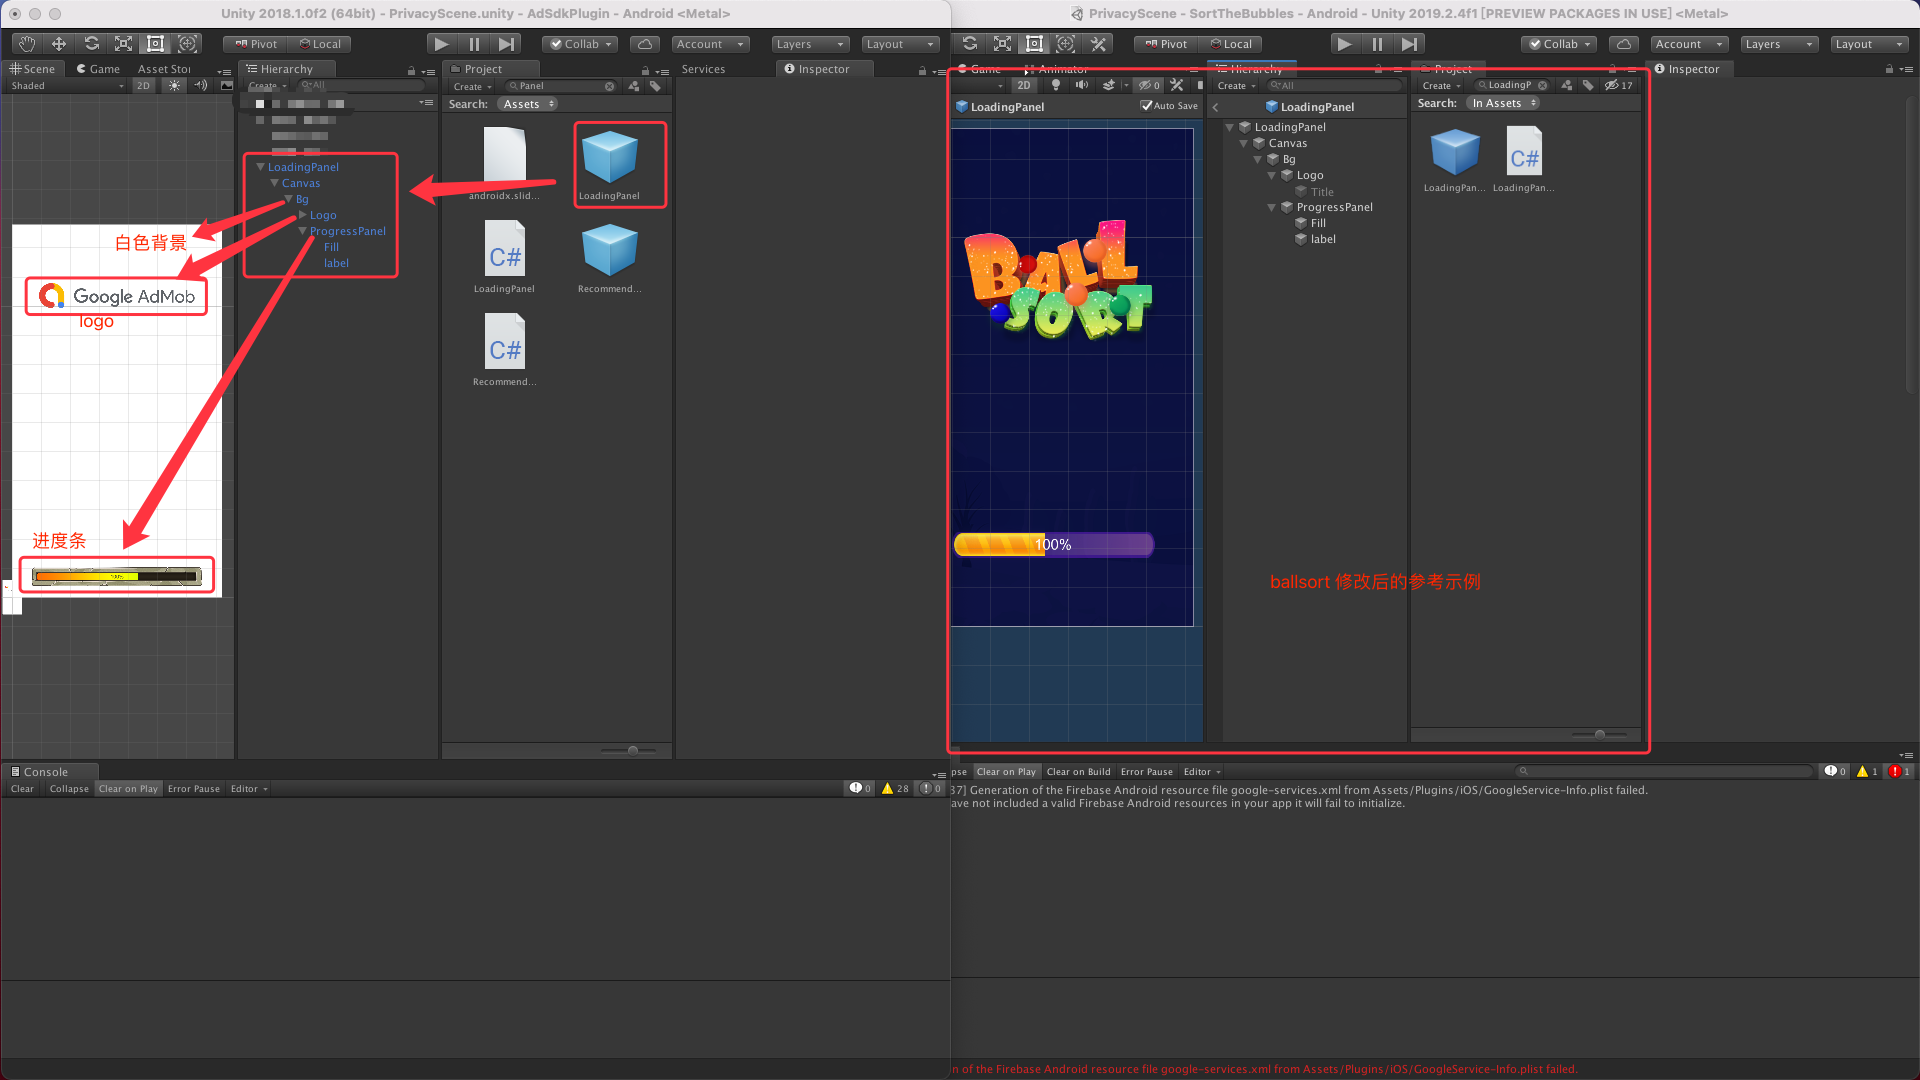 Unity 2018.1.0f2 (64bit) - PrivacyScene.unity - AdSdkPlugin - Android <Metal>
Pivot Local Collab Account Layers Layout
Scene Game Asset Stor
Shaded 2D
白色背景
Google AdMob
logo
进度条
100%
Hierarchy
Create All
LoadingPanel
Canvas
Bg
Logo
ProgressPanel
Fill
label
Project
Create Panel
Search: Assets
androidx.slid...
LoadingPanel
LoadingPanel
C#
Recommend...
C#
Recommend...
C#
Services Inspector
Console
Clear Collapse Clear on Play Error Pause Editor 0 28 0
PrivacyScene - SortTheBubbles - Android - Unity 2019.2.4f1 [PREVIEW PACKAGES IN USE] <Metal>
Pivot Local Collab Account Layers Layout
Game Animator
2D 0
LoadingPanel Auto Save
BALL
SORT
100%
Hierarchy
Create All
LoadingPanel
LoadingPanel
Canvas
Bg
Logo
Title
ProgressPanel
Fill
label
ballsort 修改后的参考示例
Project
Create LoadingP 17
Search: In Assets
C#
LoadingPan... LoadingPan...
Inspector
pse Clear on Play Clear on Build Error Pause Editor 0 1 1
37] Generation of the Firebase Android resource file google-services.xml from Assets/Plugins/iOS/GoogleService-Info.plist failed.
ave not included a valid Firebase Android resources in your app it will fail to initialize.
n of the Firebase Android resource file google-services.xml from Assets/Plugins/iOS/GoogleService-Info.plist failed.